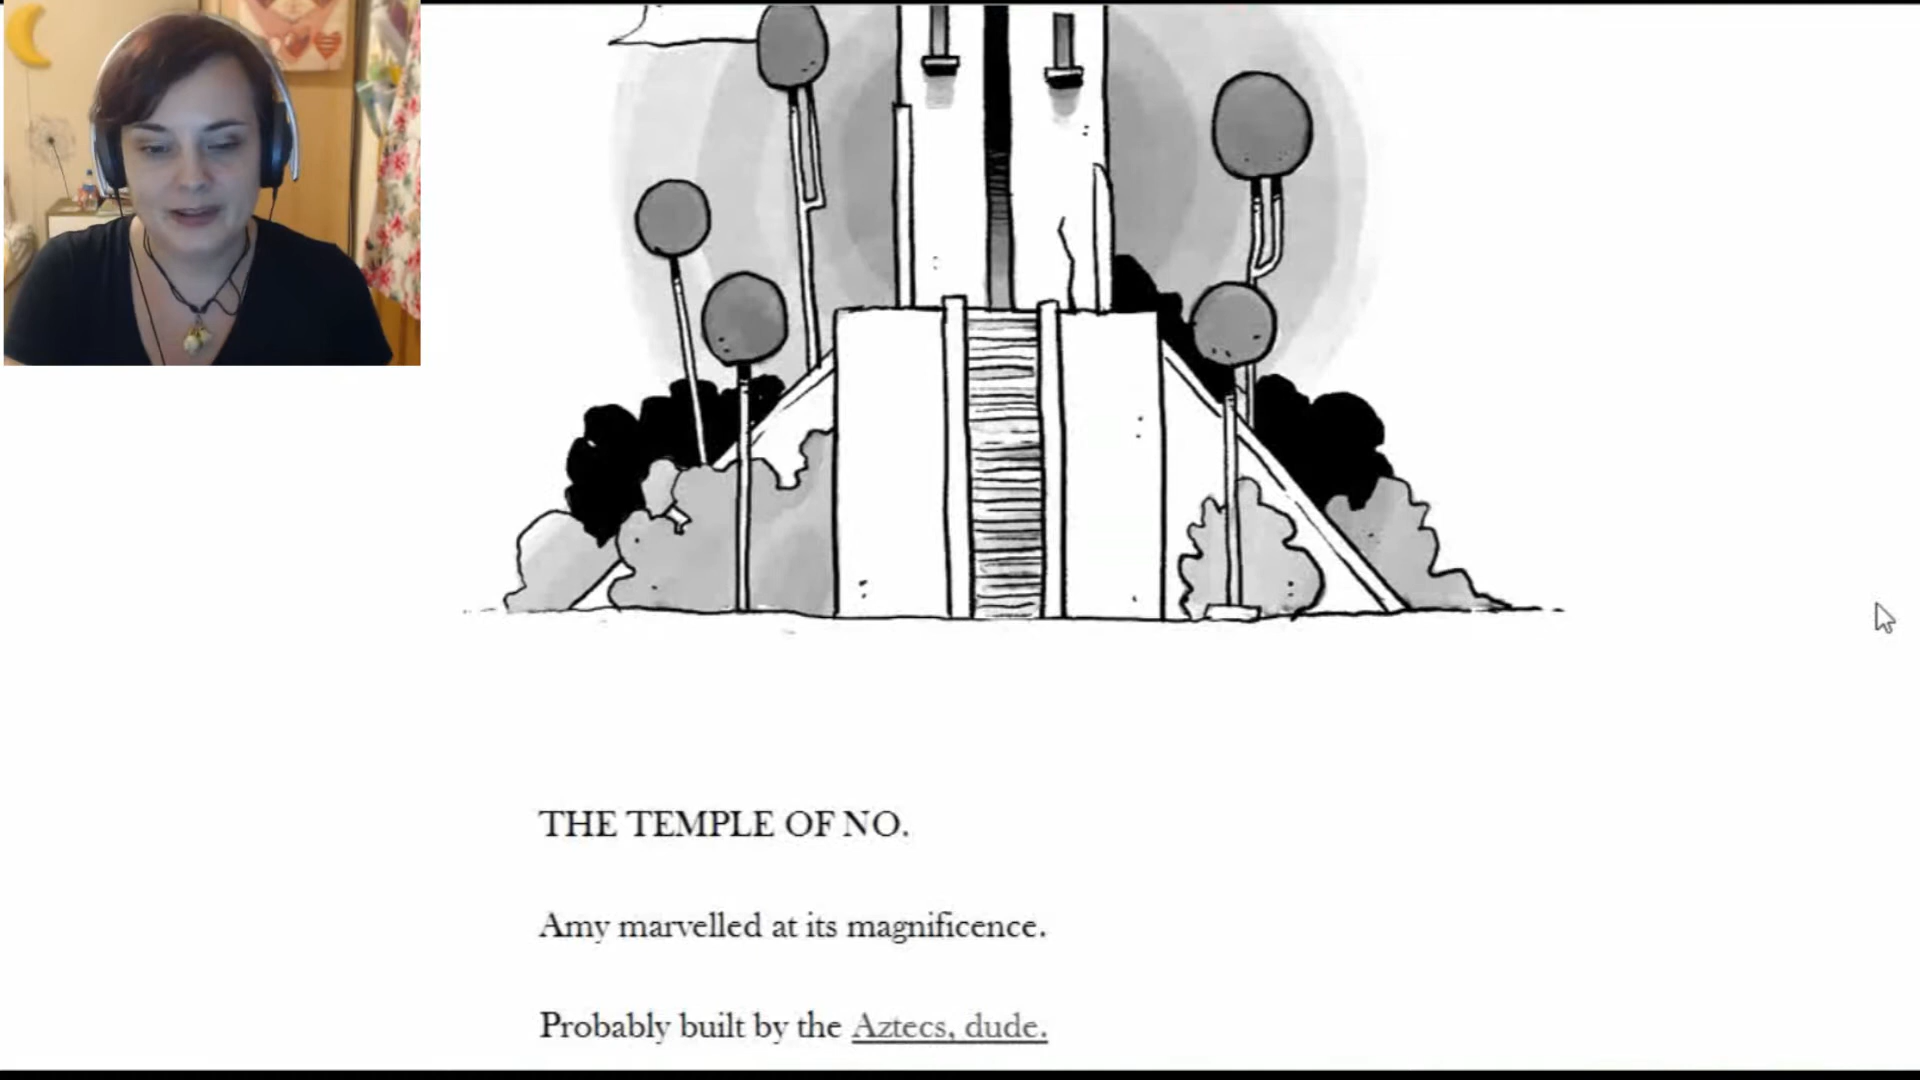 THE TEMPLE OF NO.
Amy marvelled at its magnificence.
Probably built by the Aztecs, dude.